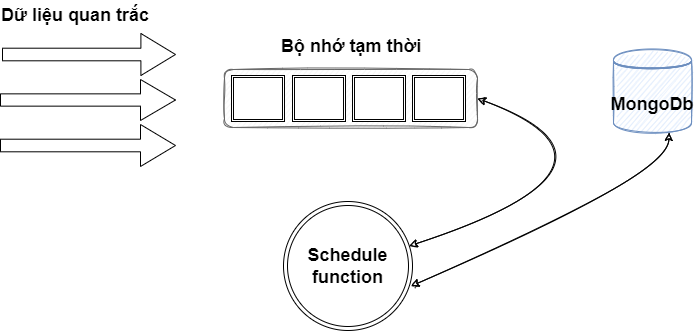 Dữ liệu quan trắc
Bộ nhớ tạm thời
MongoDb
Schedule
function